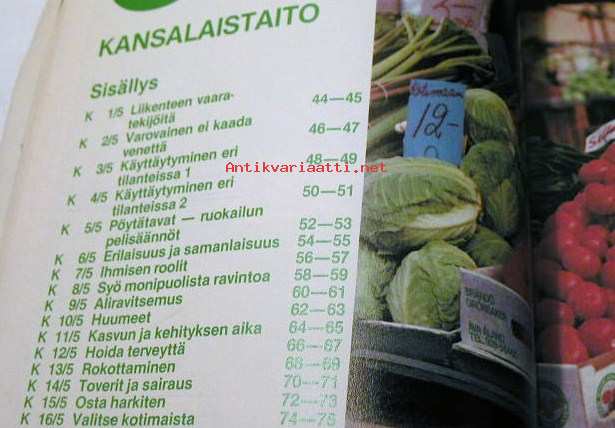 KANSALAISTAITO
Sisällys
K 1/5 Liikenteen vaara-
tekijöitä 44—45
K 2/5 Varovainen ei kaada
venettä 46—47
K 3/5 Käyttäytyminen eri
tilanteissa 1 48—49
K 4/5 Käyttäytyminen eri
tilanteissa 2 50—51
K 5/5 Pöytätavat — ruokailun
pelisäännöt 52—53
K 6/5 Erilaisuus ja samanlaisuus 54—55
K 7/5 Ihmisen roolit 56—57
K 8/5 Syö monipuolista ravintoa 58—59
K 9/5 Aliravitsemus 60—61
K 10/5 Huumeet 62—63
K 11/5 Kasvun ja kehityksen aika 64—65
K 12/5 Hoida terveyttä 66—67
K 13/5 Rokottaminen 68—69
K 14/5 Toverit ja sairaus 70—71
K 15/5 Osta harkiten 72—73
K 16/5 Valitse kotimaista 74—75
Antikvariaatti.net
12,-